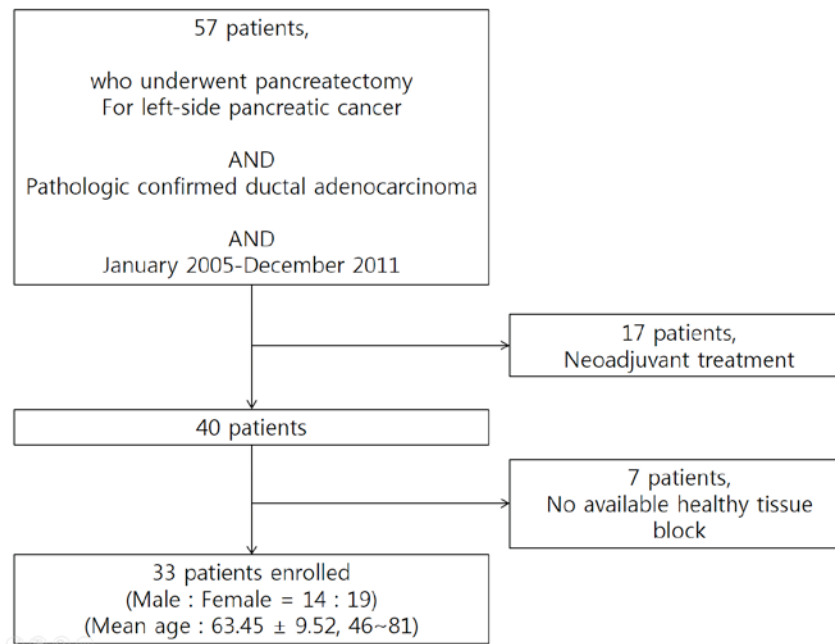 57 patients,
who underwent pancreatectomy
For left-side pancreatic cancer
AND
Pathologic confirmed ductal adenocarcinoma
AND
January 2005-December 2011
17 patients,
Neoadjuvant treatment
40 patients
7 patients,
No available healthy tissue
block
33 patients enrolled
(Male : Female = 14 : 19)
(Mean age : 63.45 ± 9.52, 46~81)